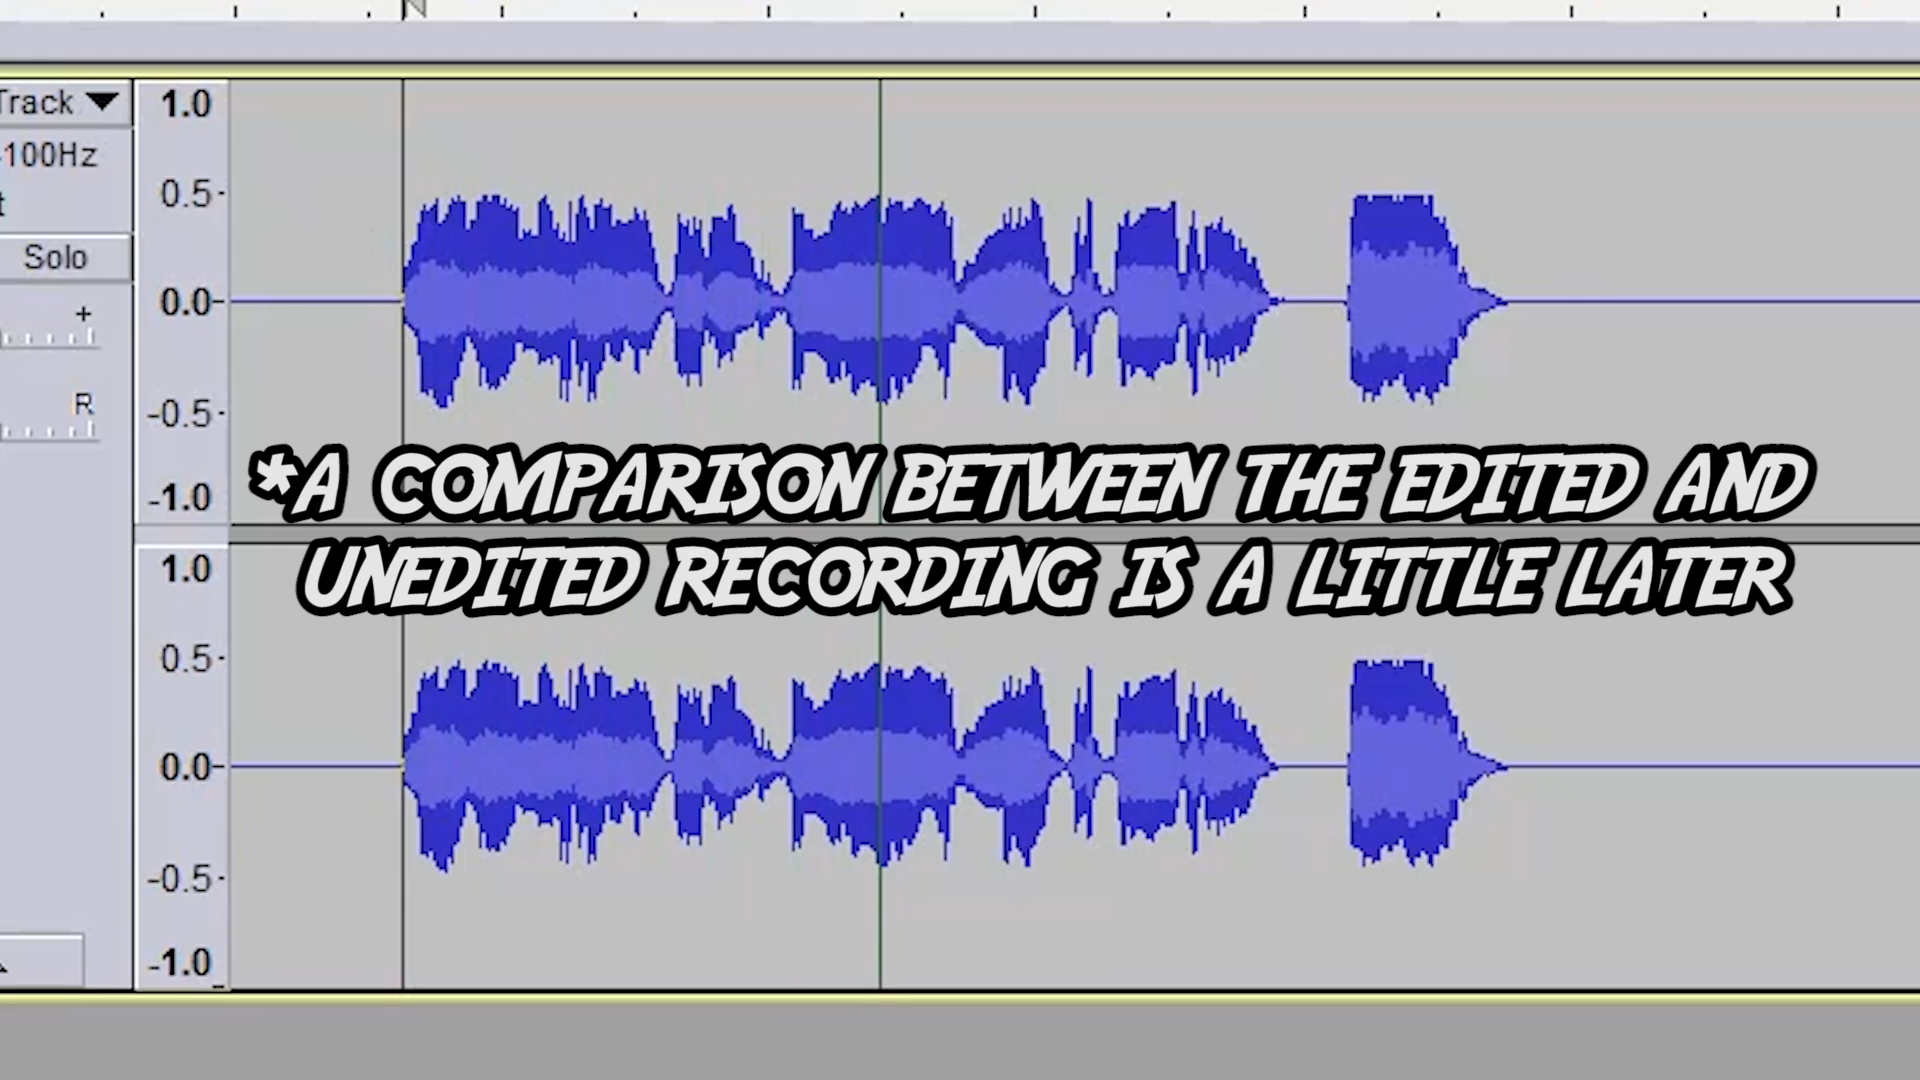 Track
100Hz
t
Solo
+
R
1.0
0.5
0.0
-0.5
-1.0
*A COMPARISON BETWEEN THE EDITED AND
UNEDITED RECORDING IS A LITTLE LATER
1.0
0.5
0.0
-0.5
-1.0